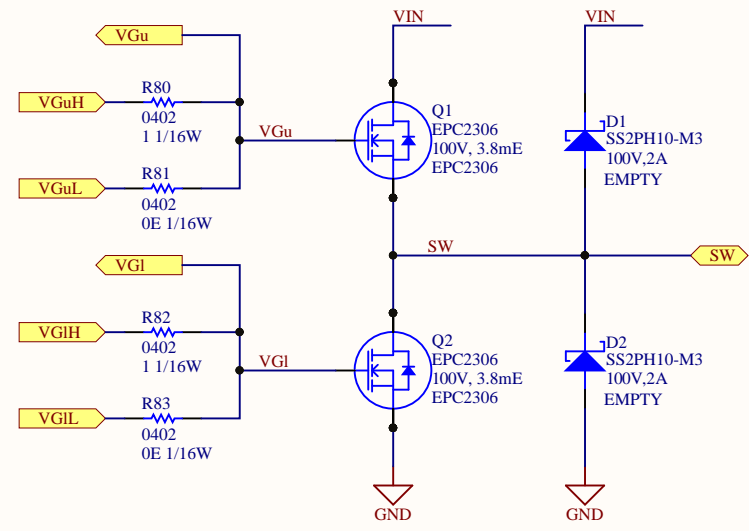 VGu
VIN
VIN
R80
VGuH
0402
1 1/16W
VGu
Q1
EPC2306
100V, 3.8mE
EPC2306
D1
SS2PH10-M3
100V,2A
EMPTY
R81
VGuL
0402
0E 1/16W
SW
SW
VGl
R82
VGlH
0402
1 1/16W
VGl
Q2
EPC2306
100V, 3.8mE
EPC2306
D2
SS2PH10-M3
100V,2A
EMPTY
R83
VGlL
0402
0E 1/16W
GND
GND